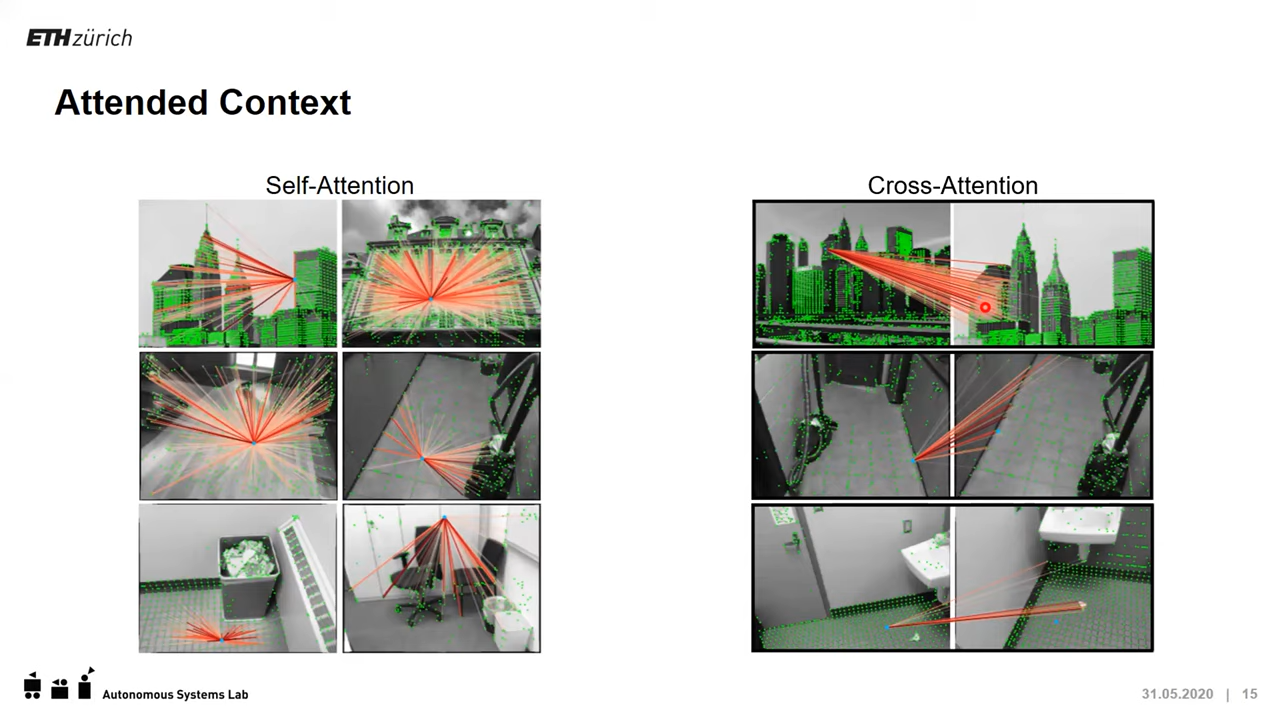 ETH zürich
Attended Context
Self-Attention
Cross-Attention
Autonomous Systems Lab
31.05.2020 | 15